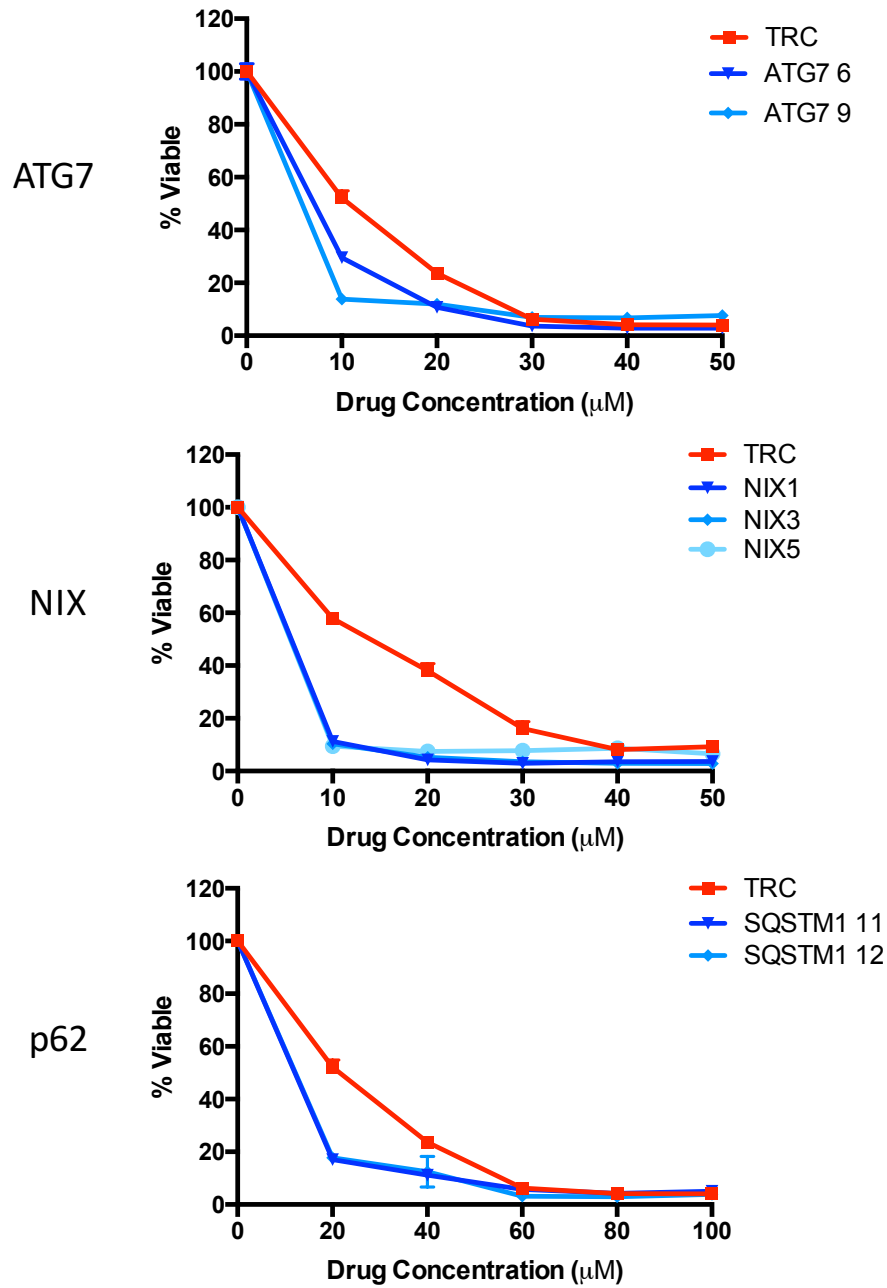 ATG7
% Viable
120
100
80
60
40
20
0
0 10 20 30 40 50
Drug Concentration (μM)
TRC
ATG7 6
ATG7 9
NIX
% Viable
120
100
80
60
40
20
0
0 10 20 30 40 50
Drug Concentration (μM)
TRC
NIX1
NIX3
NIX5
p62
% Viable
120
100
80
60
40
20
0
0 20 40 60 80 100
Drug Concentration (μM)
TRC
SQSTM1 11
SQSTM1 12